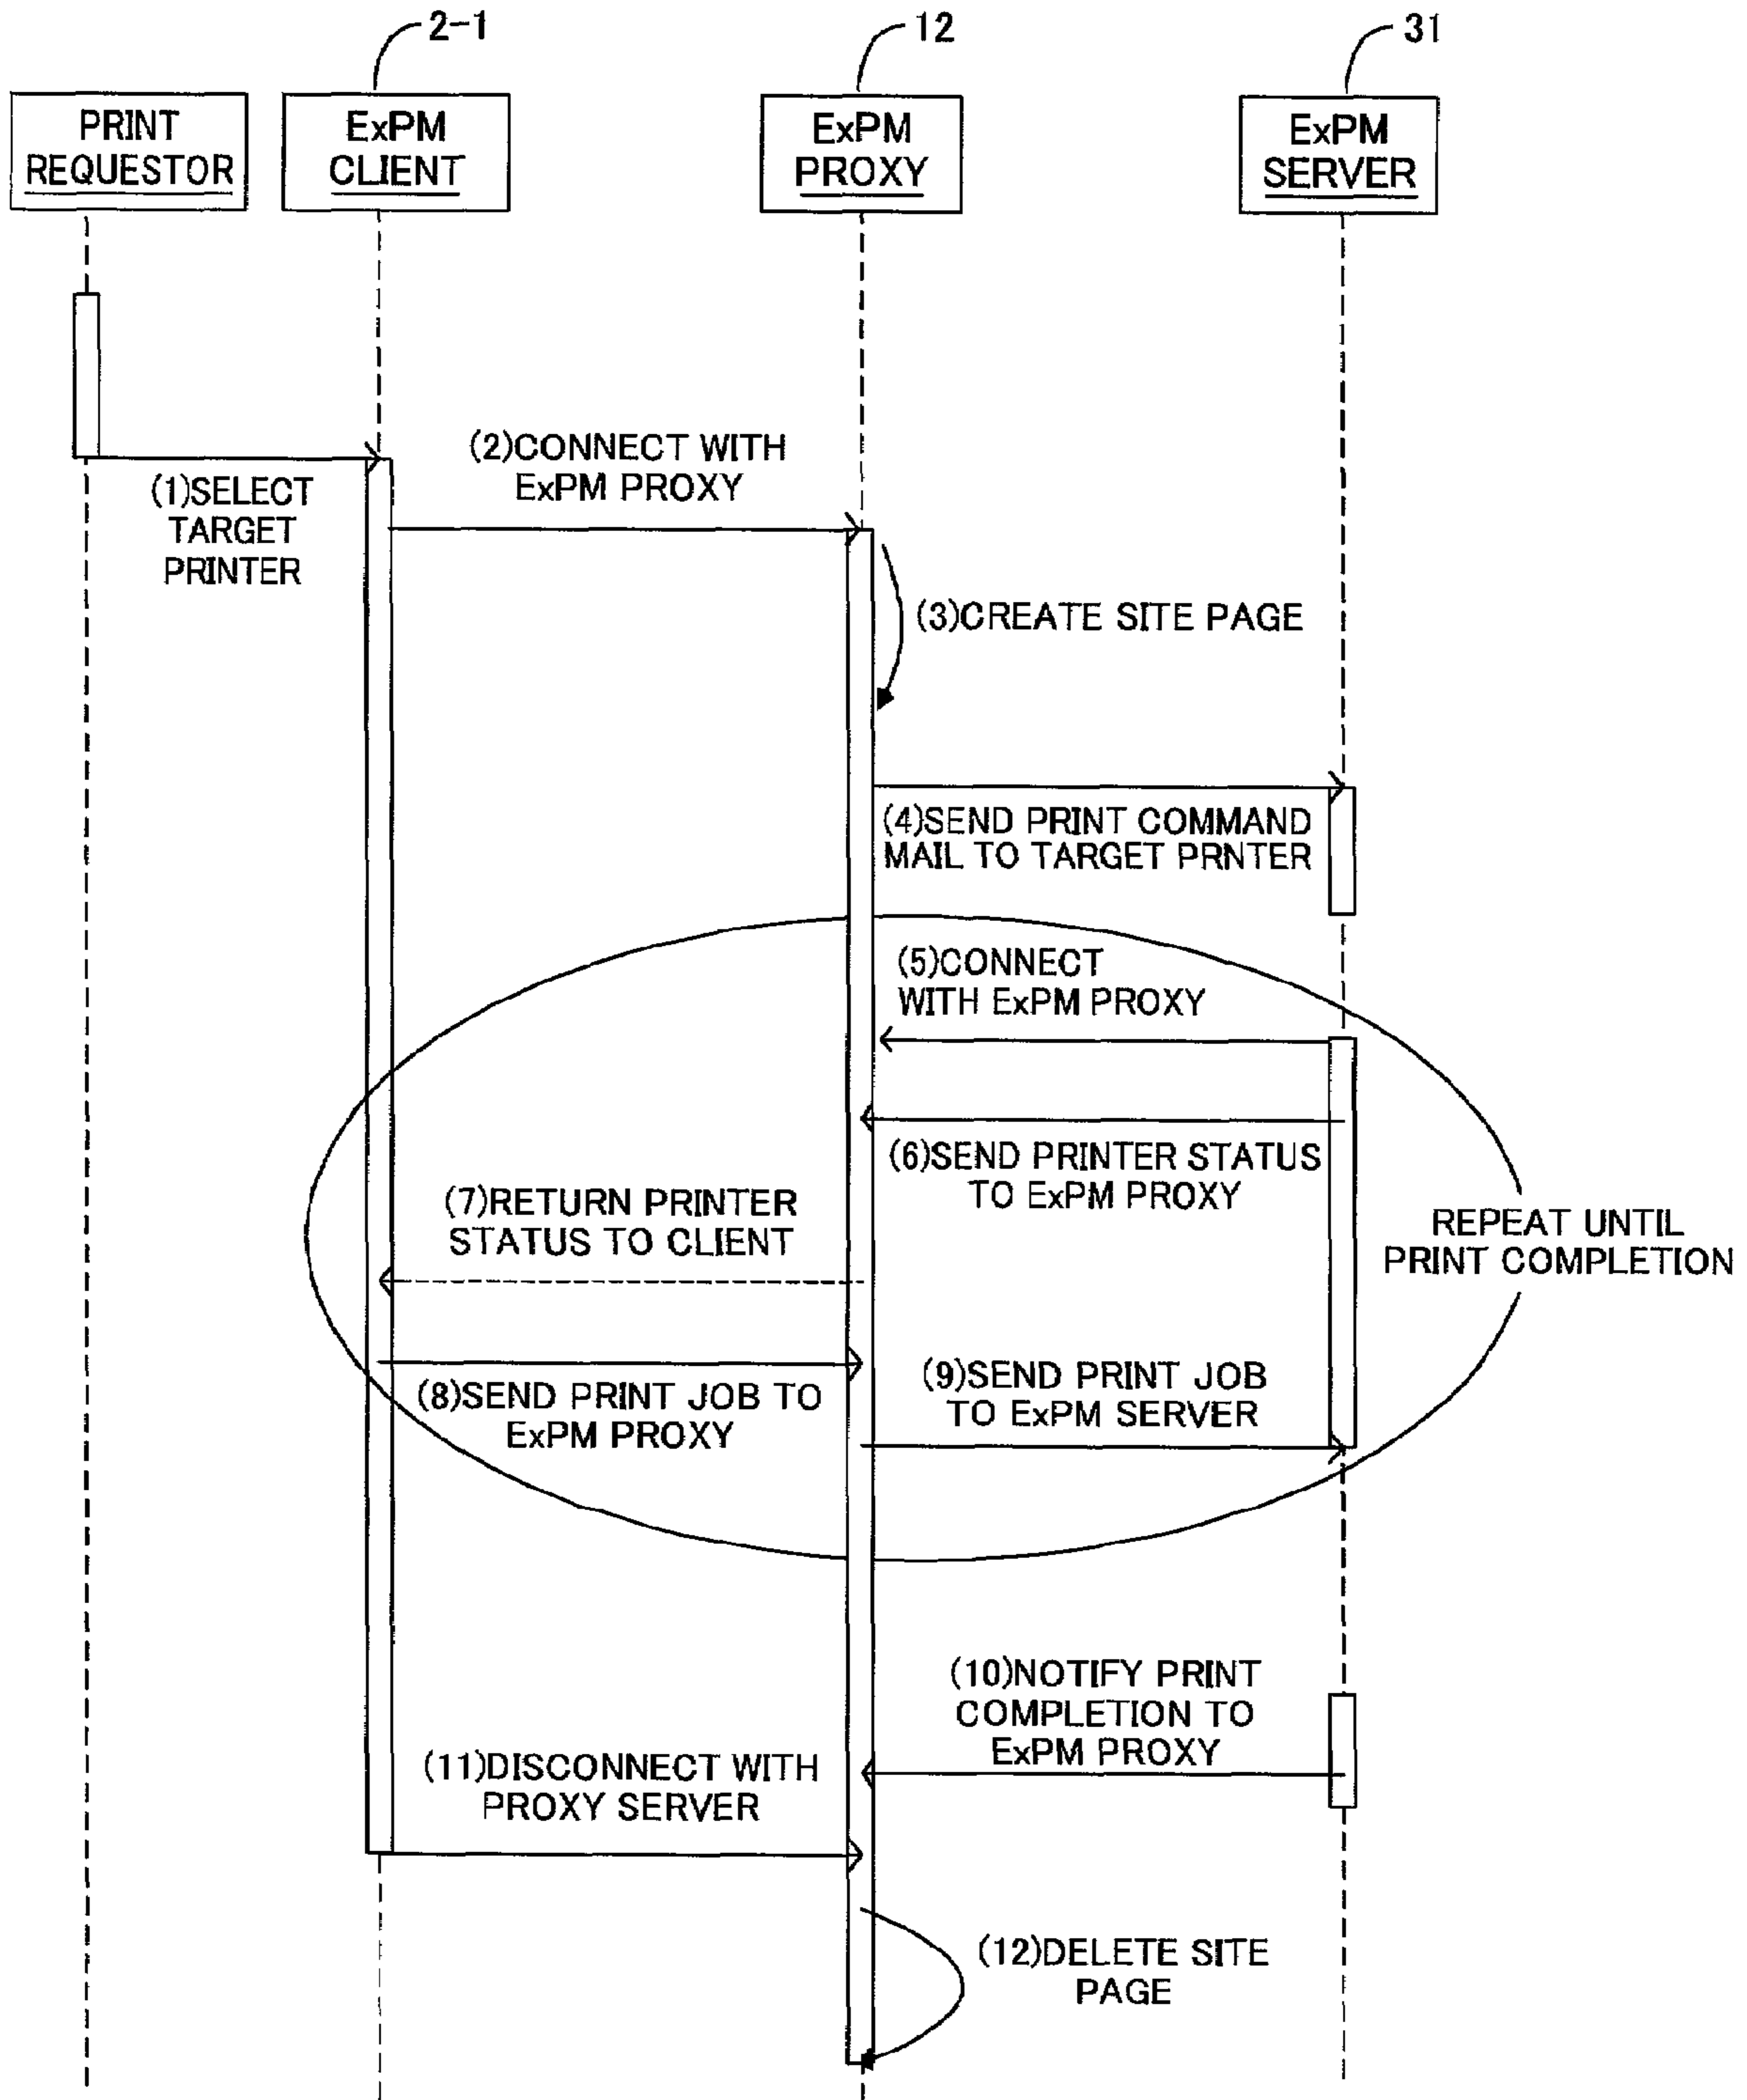 2-1
12
31
PRINT
REQUESTOR
ExPM
CLIENT
ExPM
PROXY
ExPM
SERVER
(1)SELECT
TARGET
PRINTER
(2)CONNECT WITH
ExPM PROXY
(3)CREATE SITE PAGE
(4)SEND PRINT COMMAND
MAIL TO TARGET PRNTER
(5)CONNECT
WITH ExPM PROXY
(6)SEND PRINTER STATUS
TO ExPM PROXY
(7)RETURN PRINTER
STATUS TO CLIENT
REPEAT UNTIL
PRINT COMPLETION
(8)SEND PRINT JOB TO
ExPM PROXY
(9)SEND PRINT JOB
TO ExPM SERVER
(10)NOTIFY PRINT
COMPLETION TO
ExPM PROXY
(11)DISCONNECT WITH
PROXY SERVER
(12)DELETE SITE
PAGE